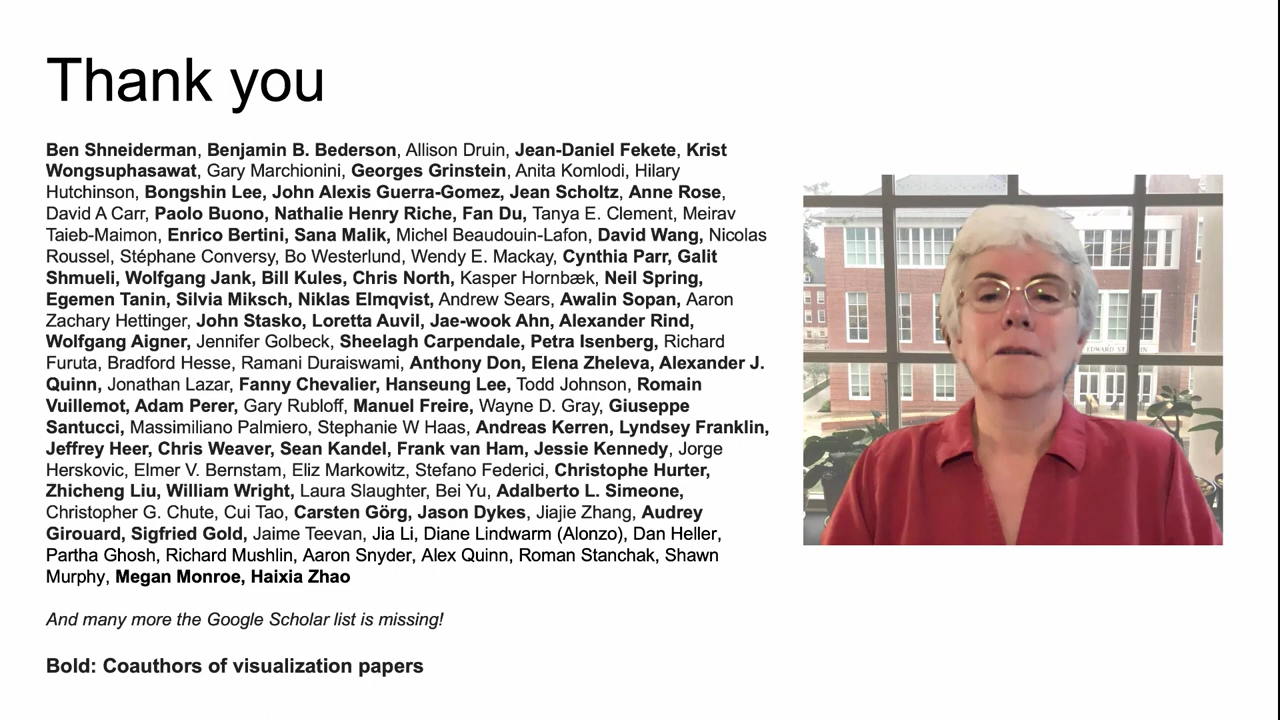 Thank you
Ben Shneiderman, Benjamin B. Bederson, Allison Druin, Jean-Daniel Fekete, Krist
Wongsuphasawat, Gary Marchionini, Georges Grinstein, Anita Komlodi, Hilary
Hutchinson, Bongshin Lee, John Alexis Guerra-Gomez, Jean Scholtz, Anne Rose,
David A Carr, Paolo Buono, Nathalie Henry Riche, Fan Du, Tanya E. Clement, Meirav
Taieb-Maimon, Enrico Bertini, Sana Malik, Michel Beaudouin-Lafon, David Wang, Nicolas
Roussel, Stéphane Conversy, Bo Westerlund, Wendy E. Mackay, Cynthia Parr, Galit
Shmueli, Wolfgang Jank, Bill Kules, Chris North, Kasper Hornbæk, Neil Spring,
Egemen Tanin, Silvia Miksch, Niklas Elmqvist, Andrew Sears, Awalin Sopan, Aaron
Zachary Hettinger, John Stasko, Loretta Auvil, Jae-wook Ahn, Alexander Rind,
Wolfgang Aigner, Jennifer Golbeck, Sheelagh Carpendale, Petra Isenberg, Richard
Furuta, Bradford Hesse, Ramani Duraiswami, Anthony Don, Elena Zheleva, Alexander J.
Quinn, Jonathan Lazar, Fanny Chevalier, Hanseung Lee, Todd Johnson, Romain
Vuillemot, Adam Perer, Gary Rubloff, Manuel Freire, Wayne D. Gray, Giuseppe
Santucci, Massimiliano Palmiero, Stephanie W Haas, Andreas Kerren, Lyndsey Franklin,
Jeffrey Heer, Chris Weaver, Sean Kandel, Frank van Ham, Jessie Kennedy, Jorge
Herskovic, Elmer V. Bernstam, Eliz Markowitz, Stefano Federici, Christophe Hurter,
Zhicheng Liu, William Wright, Laura Slaughter, Bei Yu, Adalberto L. Simeone,
Christopher G. Chute, Cui Tao, Carsten Görg, Jason Dykes, Jiajie Zhang, Audrey
Girouard, Sigfried Gold, Jaime Teevan, Jia Li, Diane Lindwarm (Alonzo), Dan Heller,
Partha Ghosh, Richard Mushlin, Aaron Snyder, Alex Quinn, Roman Stanchak, Shawn
Murphy, Megan Monroe, Haixia Zhao
And many more the Google Scholar list is missing!
Bold: Coauthors of visualization papers